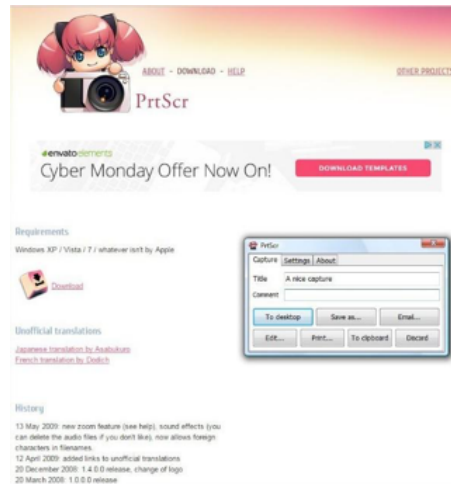 ABOUT - DOWNLOAD - HELP
OTHER PROJECTS
PrtScr
envatoelements
Cyber Monday Offer Now On!
DOWNLOAD TEMPLATES
Requirements
Windows XP / Vista / 7 / whatever isn't by Apple
Download
PrtScr
Capture Settings About
Title A nice capture
Comment
To desktop Save as... Email...
Edit... Print... To clipboard Discard
Unofficial translations
Japanese translation by Asabukuro
French translation by Dodich
History
13 May 2009: new zoom feature (see help), sound effects (you
can delete the audio files if you don't like), now allows foreign
characters in filenames.
12 April 2009: added links to unofficial translations
20 December 2008: 1.4.0.0 release, change of logo
20 March 2008: 1.0.0.0 release